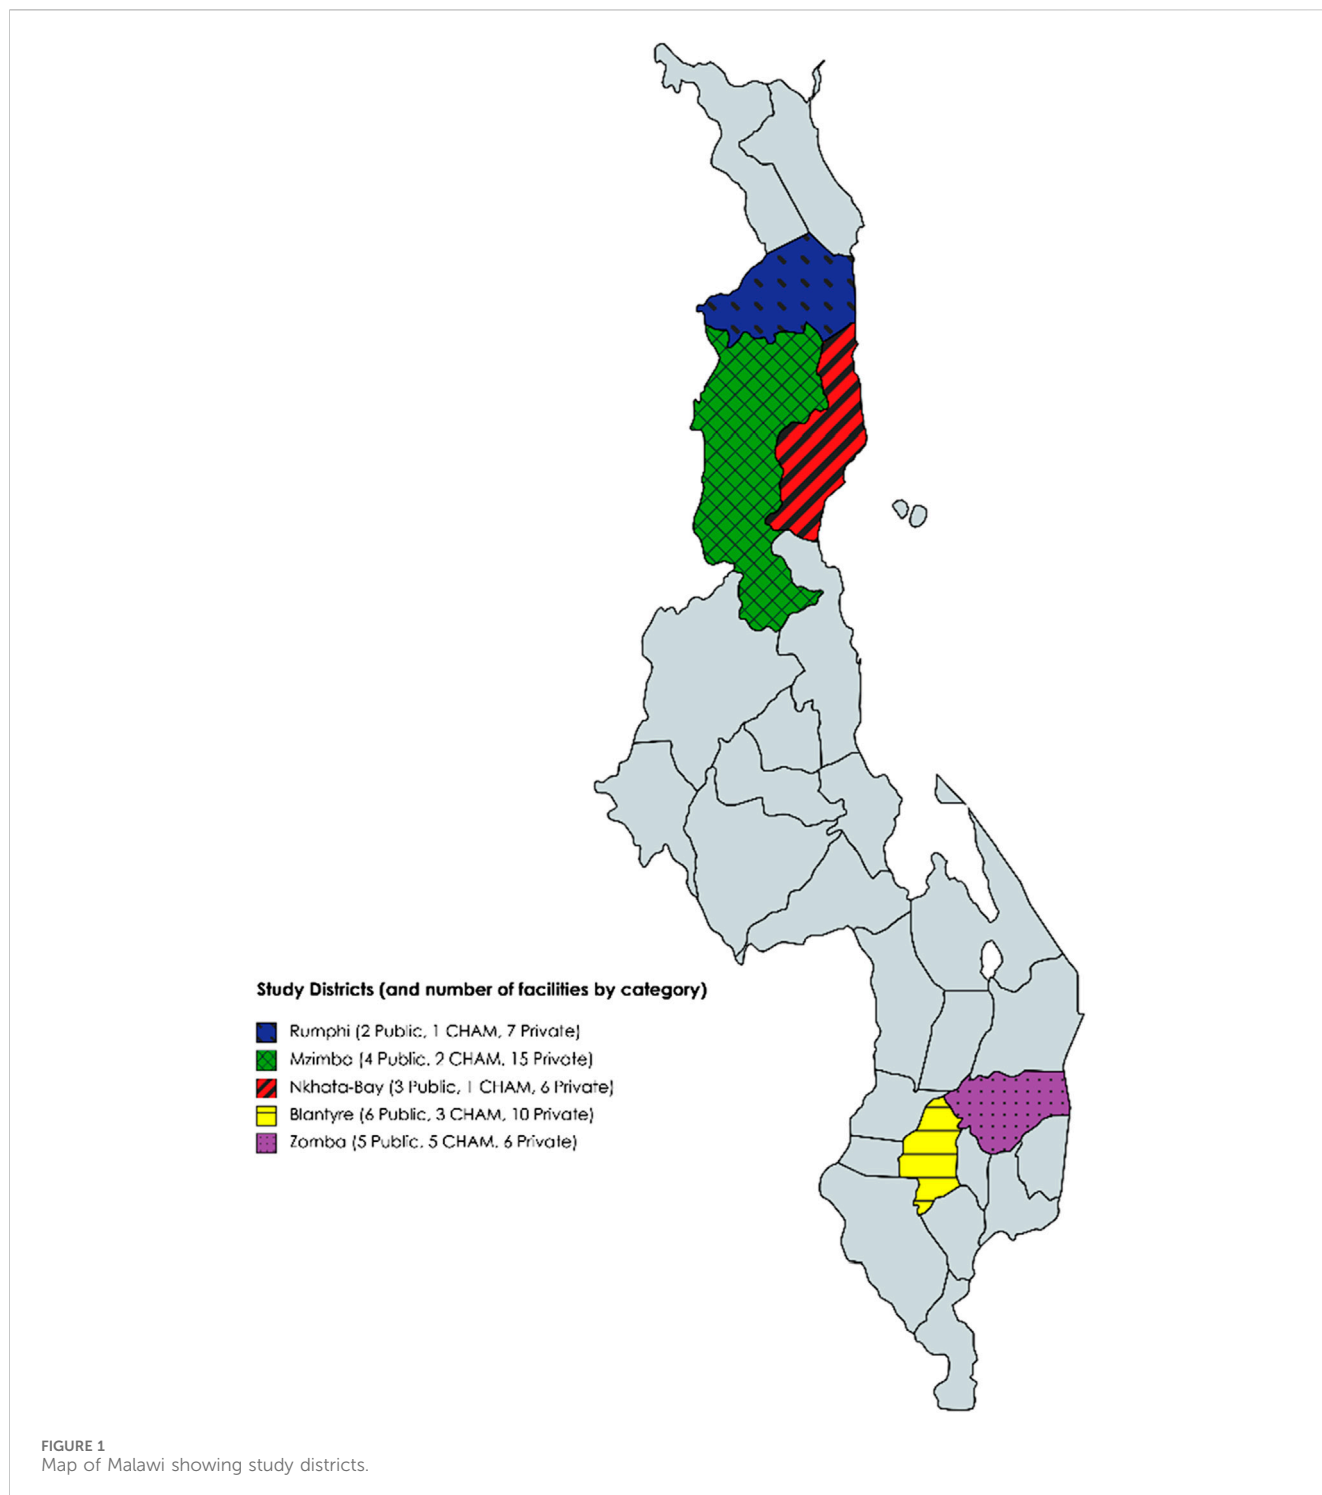 Study Districts (and number of facilities by category)
Rumphi (2 Public, 1 CHAM, 7 Private)
Mzimba (4 Public, 2 CHAM, 15 Private)
Nkhata-Bay (3 Public, 1 CHAM, 6 Private)
Blantyre (6 Public, 3 CHAM, 10 Private)
Zomba (5 Public, 5 CHAM, 6 Private)
FIGURE 1
Map of Malawi showing study districts.